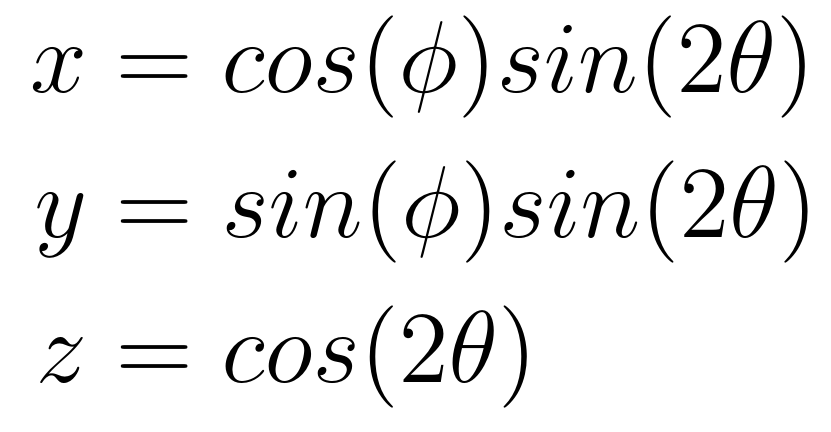 x = cos(ϕ)sin(2θ)
y = sin(ϕ)sin(2θ)
z = cos(2θ)